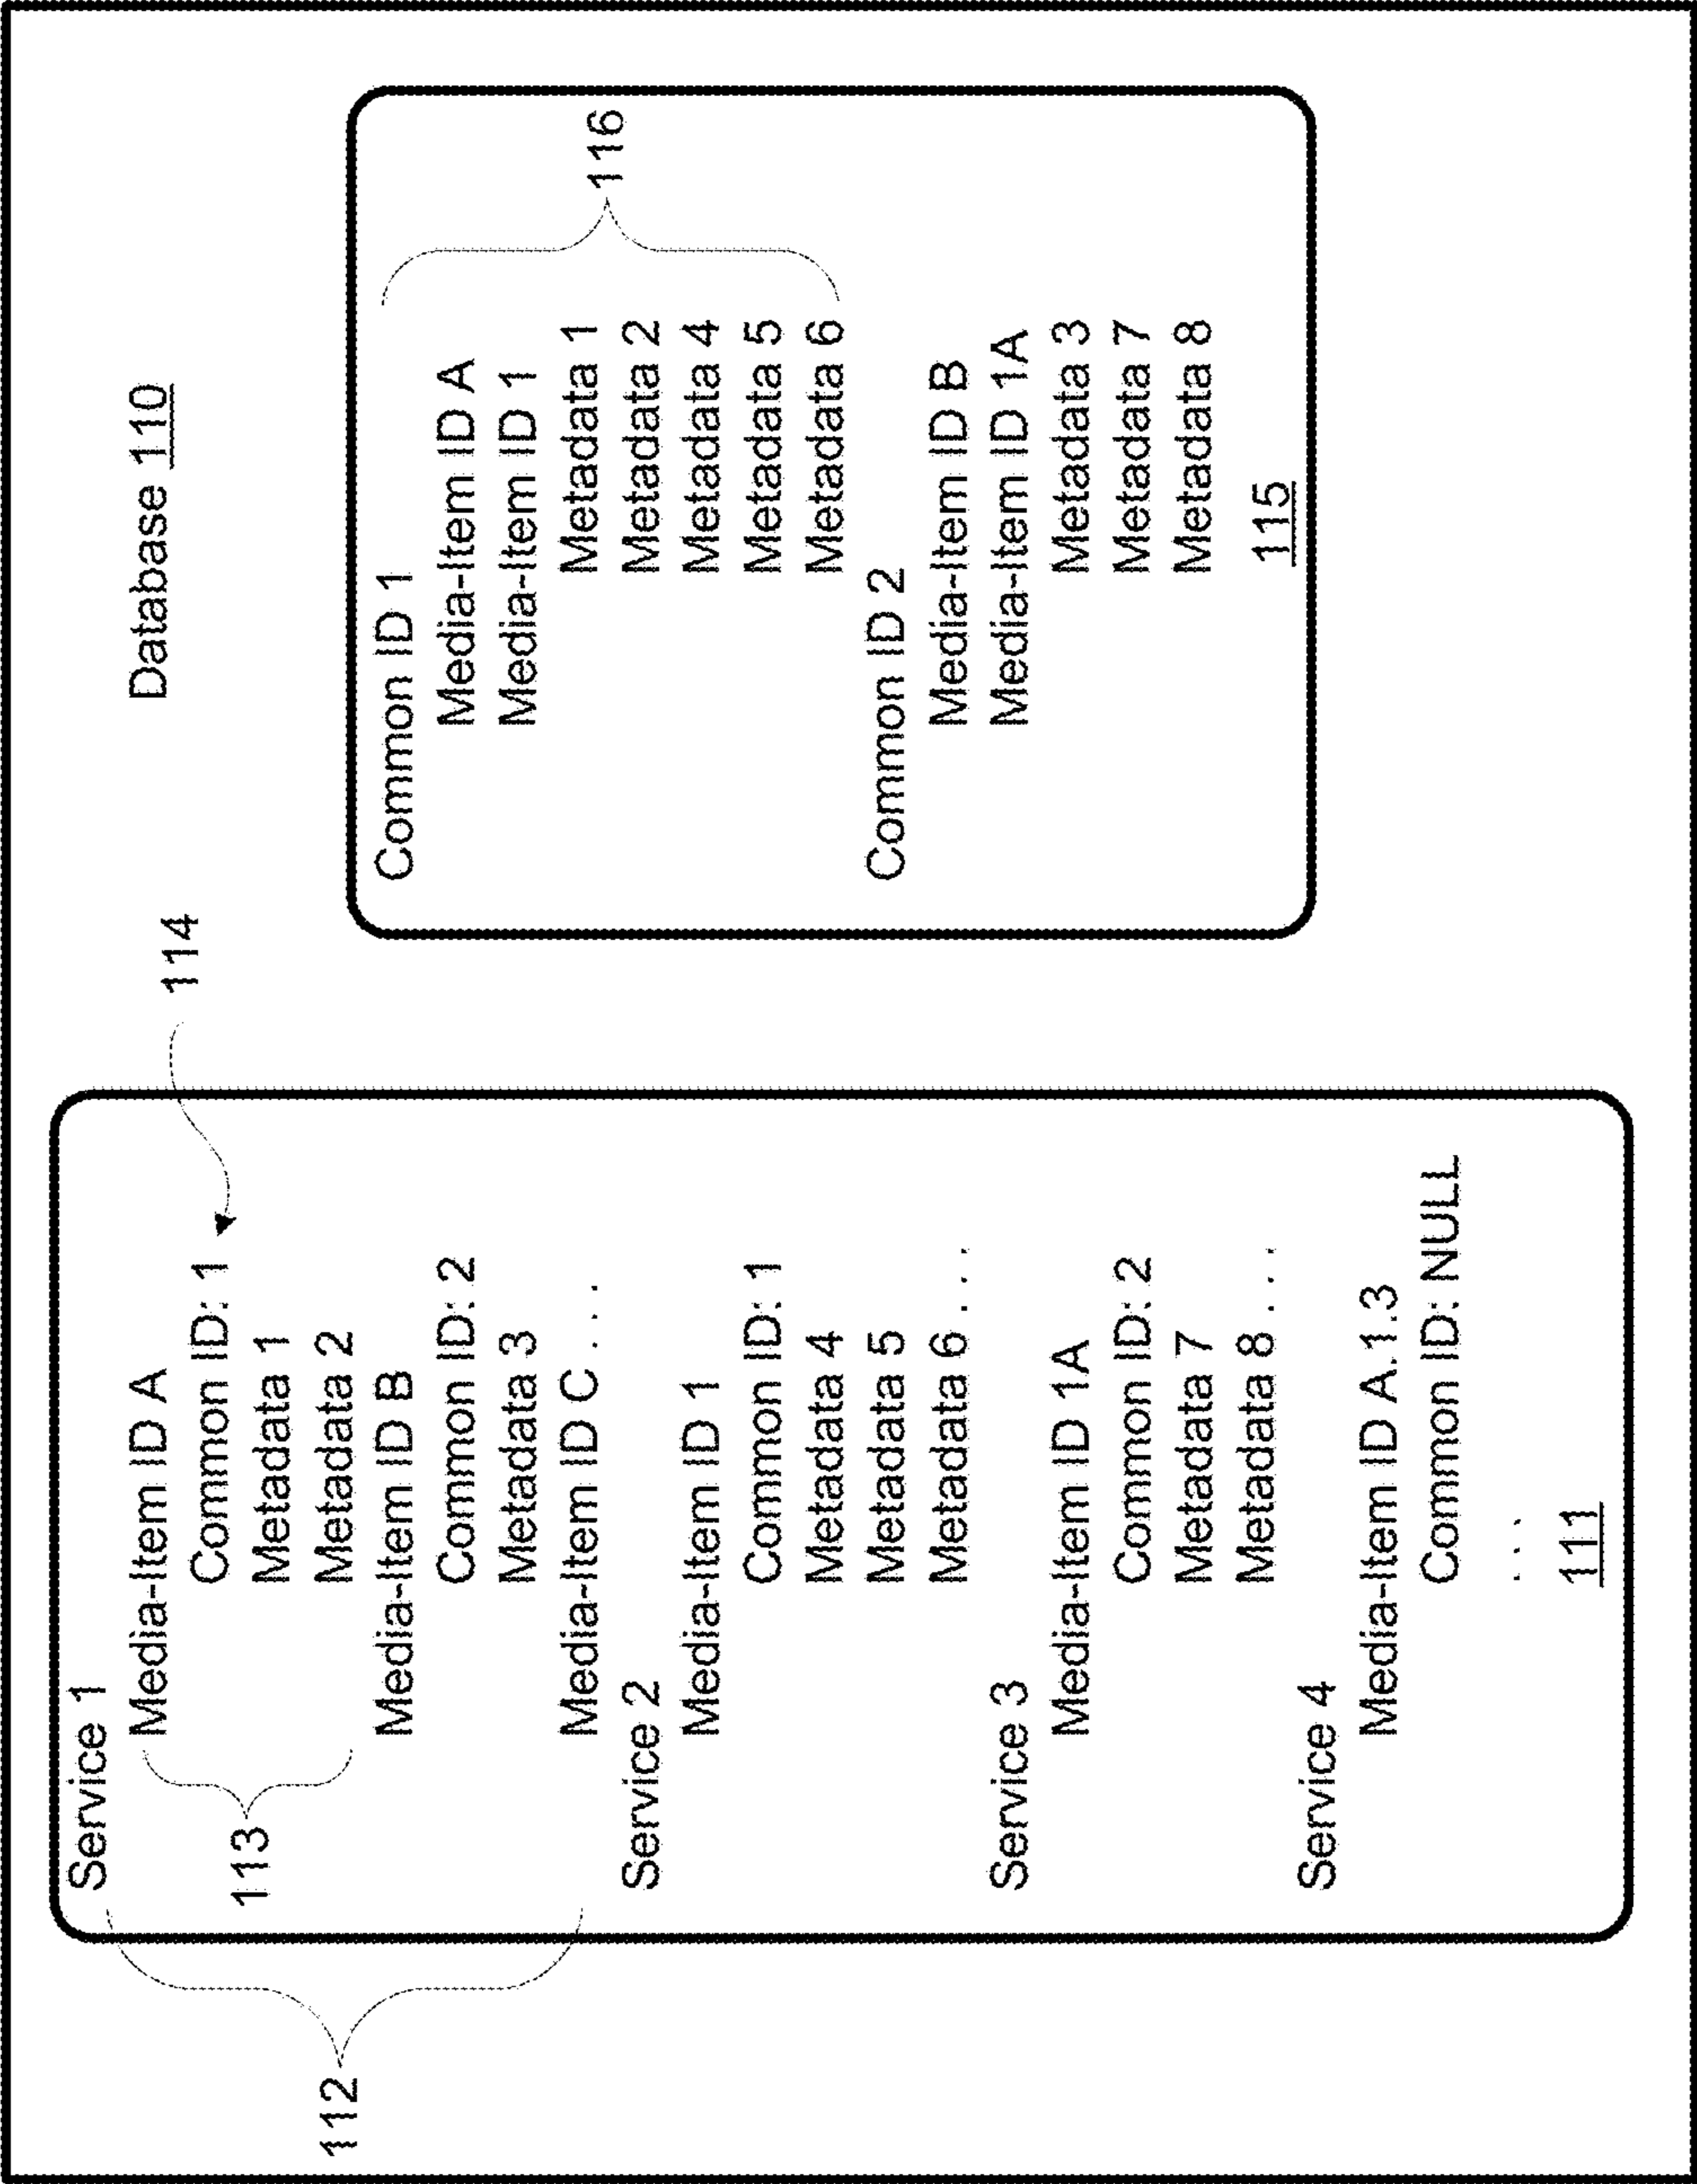 Database 110
114
112
Service 1
113
Media-Item ID A
Common ID: 1
Metadata 1
Metadata 2
Media-Item ID B
Common ID: 2
Metadata 3
Media-Item ID C . . .
Service 2
Media-Item ID 1
Common ID: 1
Metadata 4
Metadata 5
Metadata 6 . . .
Service 3
Media-Item ID 1A
Common ID: 2
Metadata 7
Metadata 8 . . .
Service 4
Media-Item ID A.1.3
Common ID: NULL
. . .
111
Common ID 1
Media-Item ID A
Media-Item ID 1
Metadata 1
Metadata 2
Metadata 4
Metadata 5
Metadata 6
116
Common ID 2
Media-Item ID B
Media-Item ID 1A
Metadata 3
Metadata 7
Metadata 8
115